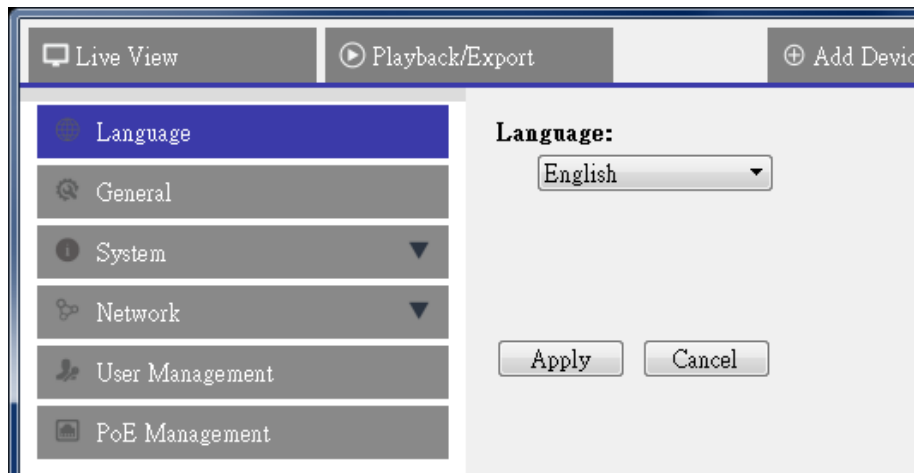 Live View
Playback/Export
Add Devic
Language
General
System
Network
User Management
PoE Management
Language:
English
Apply
Cancel